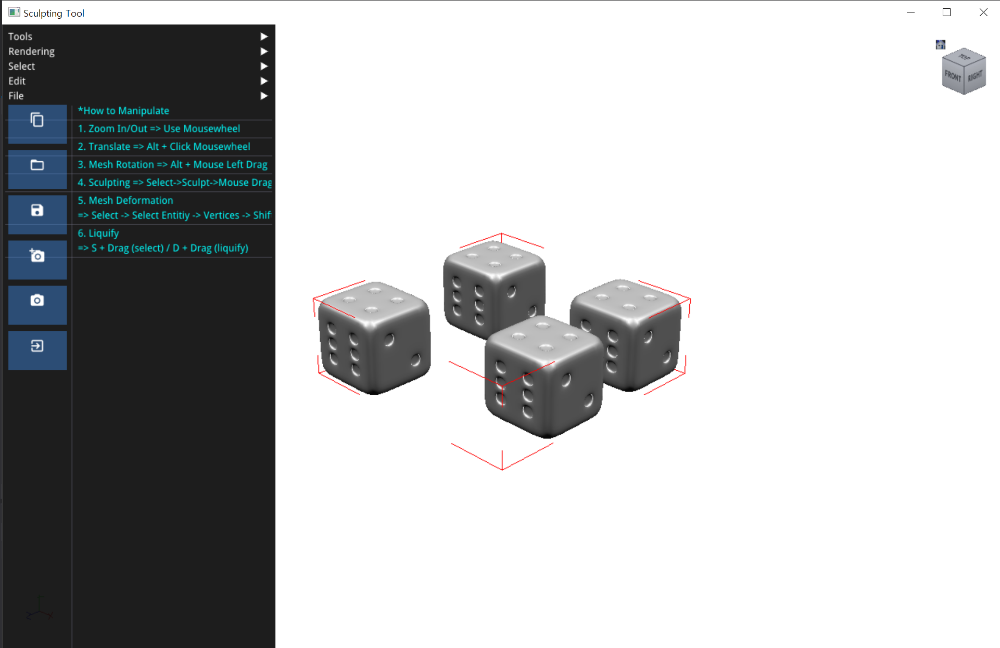 Sculpting Tool
Tools
Rendering
Select
Edit
File
*How to Manipulate
1. Zoom In/Out => Use Mousewheel
2. Translate => Alt + Click Mousewheel
3. Mesh Rotation => Alt + Mouse Left Drag
4. Sculpting => Select->Sculpt->Mouse Drag
5. Mesh Deformation
=> Select -> Select Entitiy -> Vertices -> Shif
6. Liquify
=> S + Drag (select) / D + Drag (liquify)
TOP
FRONT RIGHT